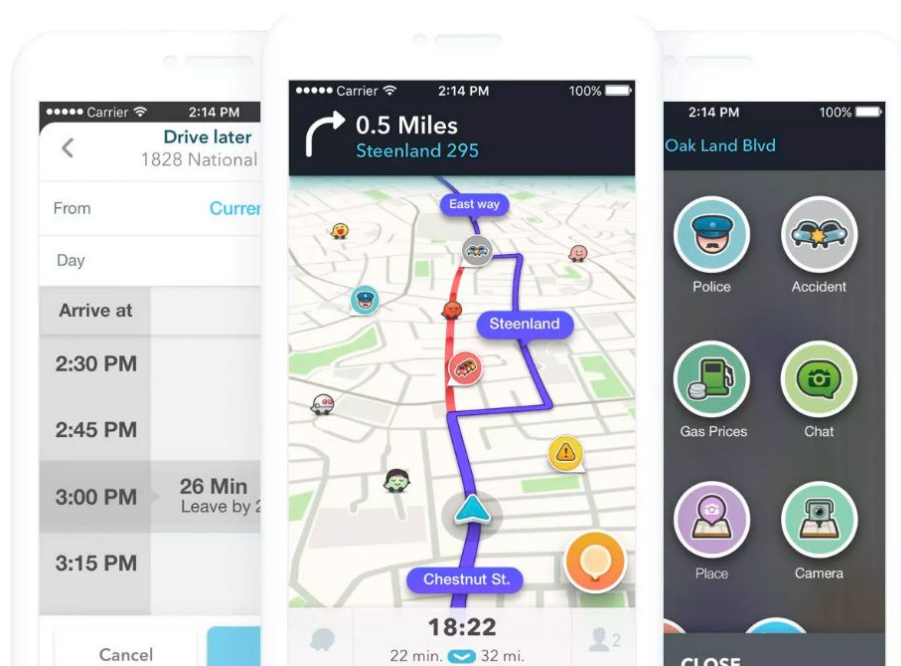 Carrier 2:14 PM
Drive later
1828 National
From Curren
Day
Arrive at
2:30 PM
2:45 PM
3:00 PM 26 Min
Leave by 2
3:15 PM
Cancel
Carrier 2:14 PM 100%
0.5 Miles
Steenland 295
East way
Steenland
Chestnut St.
18:22
2
22 min. 32 mi.
2:14 PM 100%
Oak Land Blvd
Police Accident
Gas Prices Chat
Place Camera
CLOSE